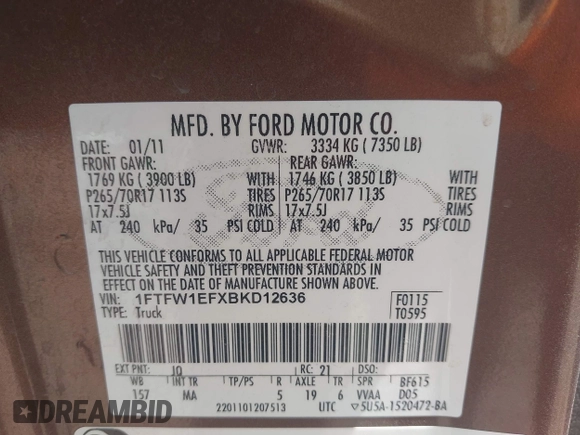 MFD. BY FORD MOTOR CO.
DATE: 01/11 GVWR: 3334 KG ( 7350 LB)
FRONT GAWR: REAR GAWR:
1769 KG ( 3900 LB) WITH 1746 KG ( 3850 LB) WITH
P265/70R17 113S TIRES P265/70R17 113S TIRES
17x7.5J RIMS 17x7.5J RIMS
AT 240 kPa/ 35 PSI COLD AT 240 kPa/ 35 PSI COLD
THIS VEHICLE CONFORMS TO ALL APPLICABLE FEDERAL MOTOR
VEHICLE SAFETY AND THEFT PREVENTION STANDARDS IN
EFFECT ON THE DATE OF MANUFACTURE SHOWN ABOVE.
VIN: 1FTFW1EFXBKD12636 F0115
TYPE: Truck T0595
EXT PNT: JQ RC: 21 DSO:
WB INT TR TP/PS R AXLE TR SPR BF615
157 MA 5 19 6 VVAA D05
2201101207513 UTC 5U5A-1520472-BA
DREAMBID